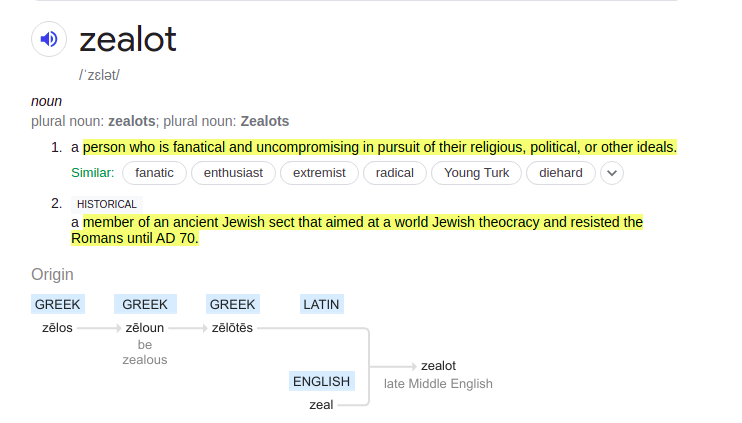 zealot
/ˈzɛlət/
noun
plural noun: zealots; plural noun: Zealots
1. a person who is fanatical and uncompromising in pursuit of their religious, political, or other ideals.
Similar: fanatic enthusiast extremist radical Young Turk diehard
2. HISTORICAL
a member of an ancient Jewish sect that aimed at a world Jewish theocracy and resisted the
Romans until AD 70.
Origin
GREEK GREEK GREEK LATIN
zēlos zēloun zēlōtēs
be
zealous
zealot
ENGLISH late Middle English
zeal